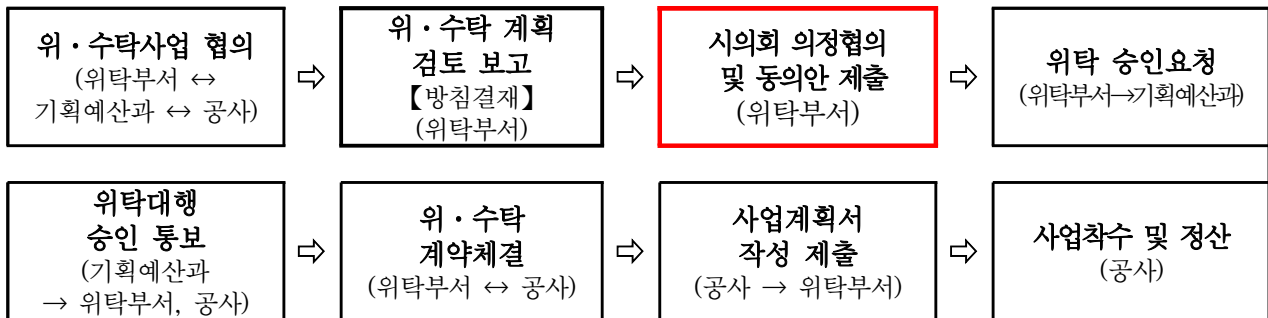 위·수탁사업 협의
(위탁부서 ↔
기획예산과 ↔ 공사)
⇨
위·수탁 계획
검토 보고
【방침결재】
(위탁부서)
⇨
시의회 의정협의
및 동의안 제출
(위탁부서)
⇨
위탁 승인요청
(위탁부서→기획예산과)
위탁대행
승인 통보
(기획예산과
→ 위탁부서, 공사)
⇨
위·수탁
계약체결
(위탁부서 ↔ 공사)
⇨
사업계획서
작성 제출
(공사 → 위탁부서)
⇨
사업착수 및 정산
(공사)